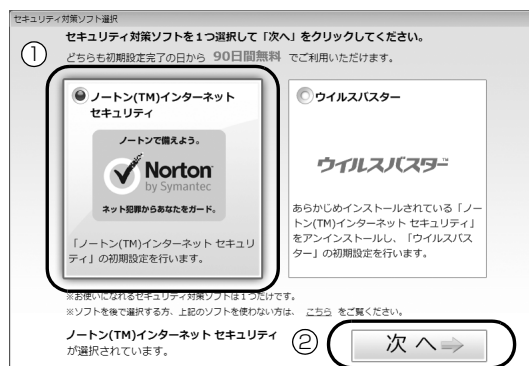 セキュリティ対策ソフト選択
セキュリティ対策ソフトを1つ選択して「次へ」をクリックしてください。
①
どちらも初期設定完了の日から 90日間無料 でご利用いただけます。
ノートン(TM)インターネット
セキュリティ
ノートンで備えよう。
Norton
by Symantec
ネット犯罪からあなたをガード。
「ノートン(TM)インターネット セキュリ
ティ」の初期設定を行います。
ウイルスバスター
ウイルスバスター™
あらかじめインストールされている「ノー
トン(TM)インターネット セキュリティ」
をアンインストールし、「ウイルスバス
ター」の初期設定を行います。
※お使いになれるセキュリティ対策ソフトは1つだけです。
※ソフトを後で選択する方、上記のソフトを使わない方は、 こちら をご覧ください。
ノートン(TM)インターネット セキュリティ
が選択されています。
②
次 へ